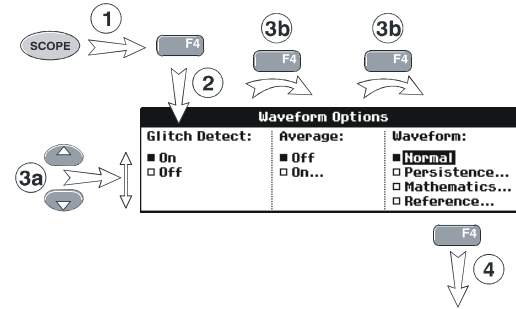 1 3b 3b
SCOPE F4 F4 F4
2
Waveform Options
Glitch Detect: Average: Waveform:
■ On ■ Off ■ Normal
□ Off □ On... □ Persistence...
3a □ Mathematics...
□ Reference...
F4
4